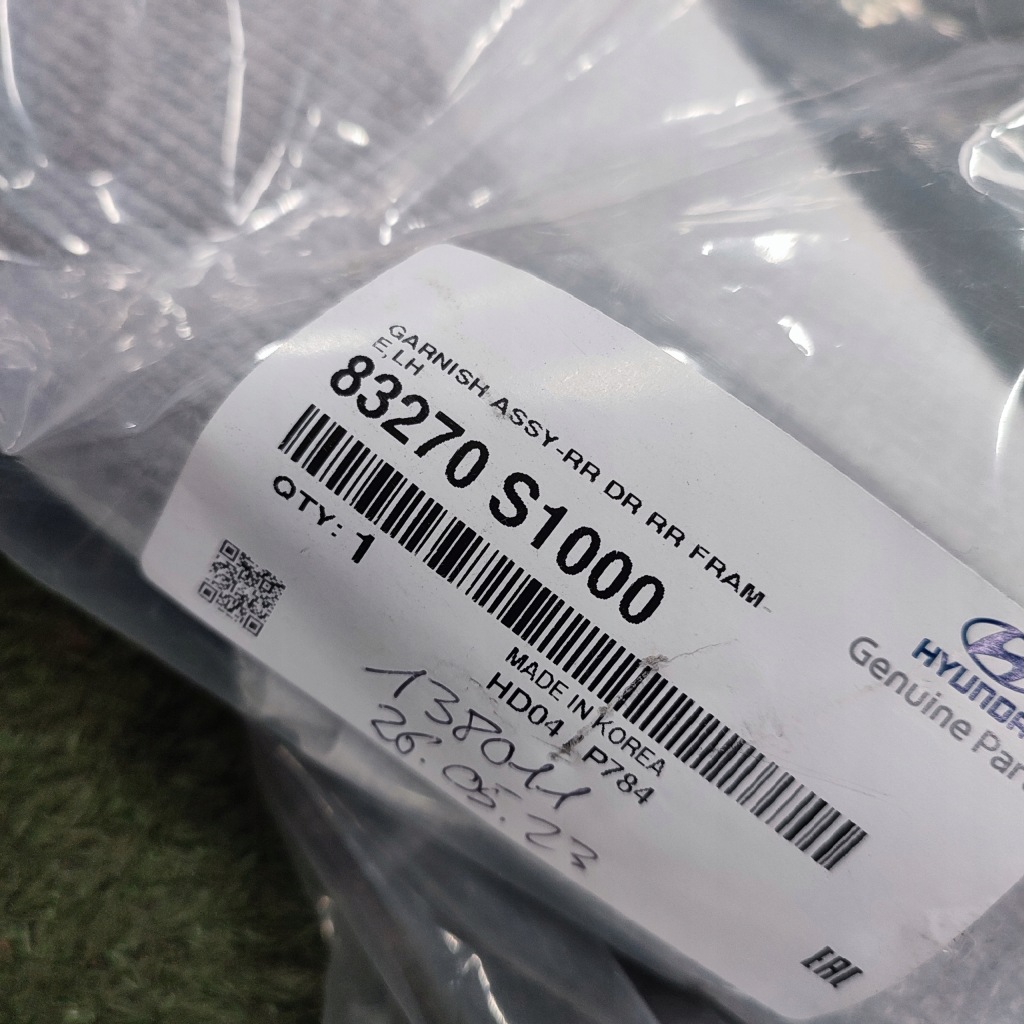 GARNISH ASSY-RR DR RR FRAM-
E, LH
83270 S1000
QTY: 1
MADE IN KOREA
HD04 P784
138011
26.05.23
HYUNDAI
Genuine Par
EAC